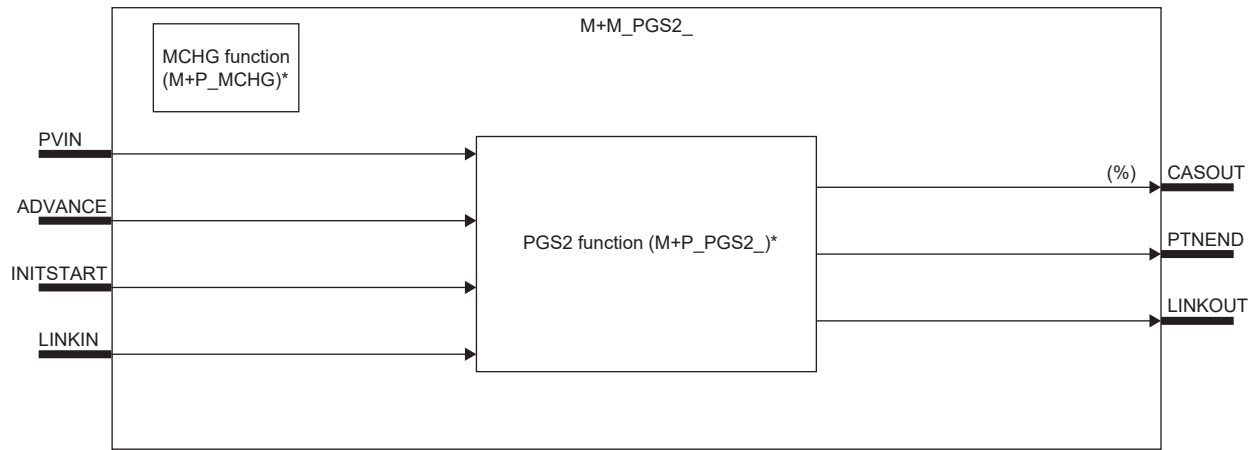 M+M_PGS2_
MCHG function
(M+P_MCHG)*
PVIN
ADVANCE
INITSTART
LINKIN
PGS2 function (M+P_PGS2_)*
(%)
CASOUT
PTNEND
LINKOUT